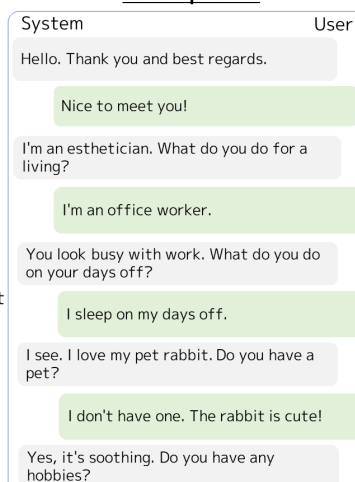 System User
Hello. Thank you and best regards.
Nice to meet you!
I'm an esthetician. What do you do for a
living?
I'm an office worker.
You look busy with work. What do you do
on your days off?
I sleep on my days off.
I see. I love my pet rabbit. Do you have a
pet?
I don't have one. The rabbit is cute!
Yes, it's soothing. Do you have any
hobbies?